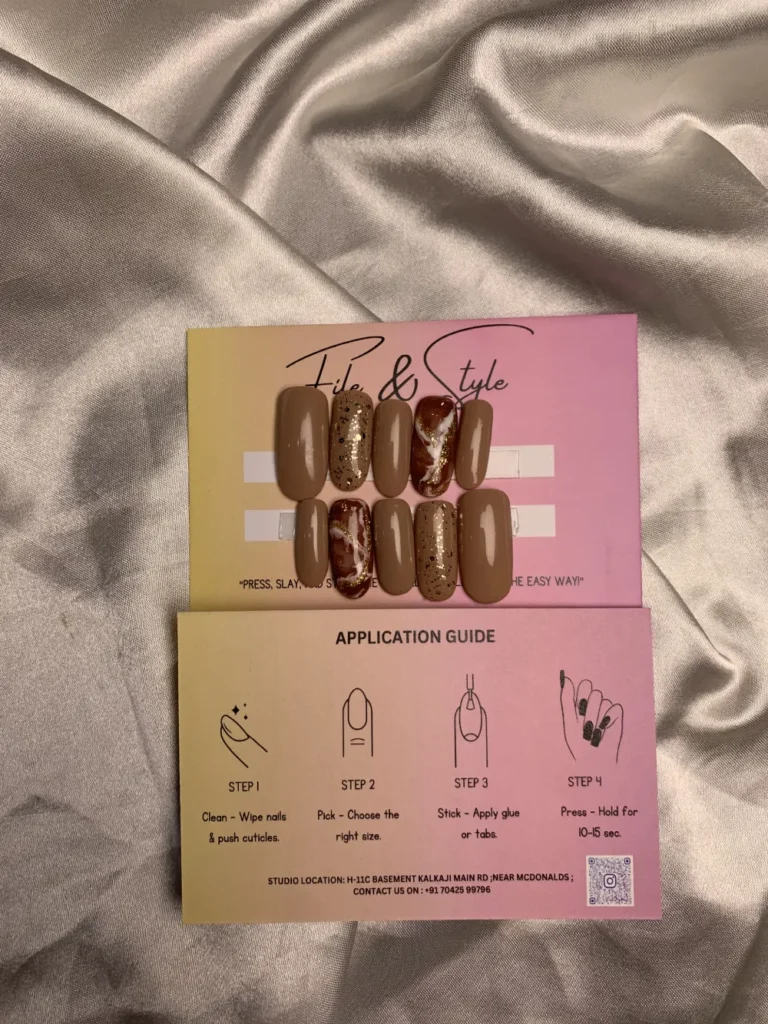 File & Style
"PRESS, SLAY, THE EASY WAY!"
APPLICATION GUIDE
STEP 1
Clean - Wipe nails
& push cuticles.
STEP 2
Pick - Choose the
right size.
STEP 3
Stick - Apply glue
or tabs.
STEP 4
Press - Hold for
10-15 sec.
STUDIO LOCATION: H-11C BASEMENT KALKAJI MAIN RD ;NEAR MCDONALDS ;
CONTACT US ON : +91 70425 99796